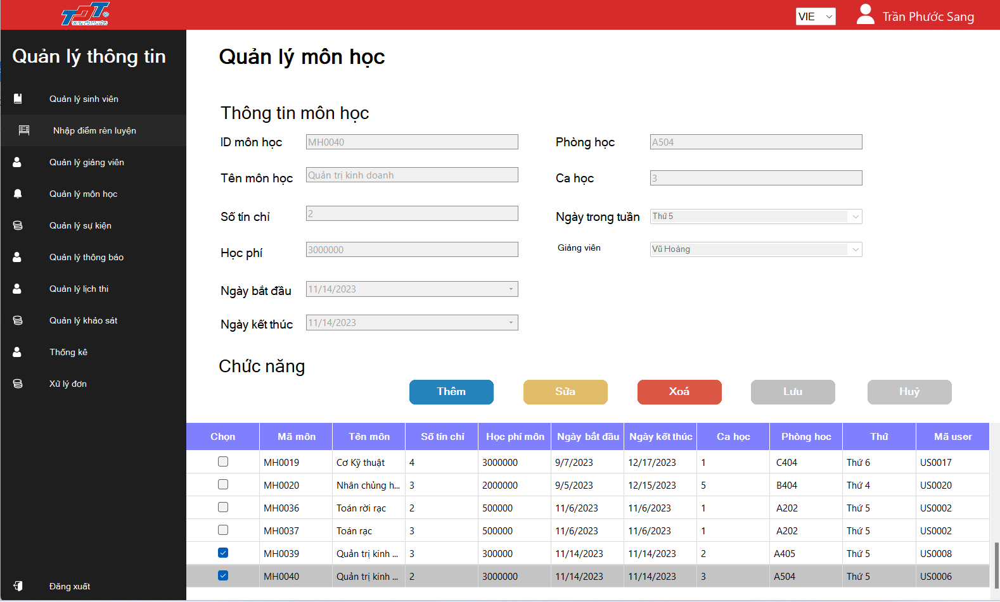 TDT
VIE
Trần Phước Sang
Quản lý thông tin
Quản lý sinh viên
Nhập điểm rèn luyện
Quản lý giảng viên
Quản lý môn học
Quản lý sự kiện
Quản lý thông báo
Quản lý lịch thi
Quản lý khảo sát
Thống kê
Xử lý đơn
Đăng xuất
Quản lý môn học
Thông tin môn học
ID môn học MH0040 Phòng học A504
Tên môn học Quản trị kinh doanh Ca học 3
Số tín chỉ 2 Ngày trong tuần Thứ 5
Học phí 3000000 Giảng viên Vũ Hoàng
Ngày bắt đầu 11/14/2023
Ngày kết thúc 11/14/2023
Chức năng
Thêm Sửa Xoá Lưu Huỷ
Chọn Mã môn Tên môn Số tín chỉ Học phí môn Ngày bắt đầu Ngày kết thúc Ca học Phòng hoc Thứ Mã user
MH0019 Cơ Kỹ thuật 4 3000000 9/7/2023 12/17/2023 1 C404 Thứ 6 US0017
MH0020 Nhân chủng h... 3 2000000 9/5/2023 12/15/2023 5 B404 Thứ 4 US0020
MH0036 Toán rời rạc 2 500000 11/6/2023 11/6/2023 1 A202 Thứ 5 US0002
MH0037 Toán rạc 3 500000 11/6/2023 11/6/2023 1 A202 Thứ 5 US0002
MH0039 Quản trị kinh ... 3 300000 11/14/2023 11/14/2023 2 A405 Thứ 5 US0008
MH0040 Quản trị kinh ... 2 3000000 11/14/2023 11/14/2023 3 A504 Thứ 5 US0006